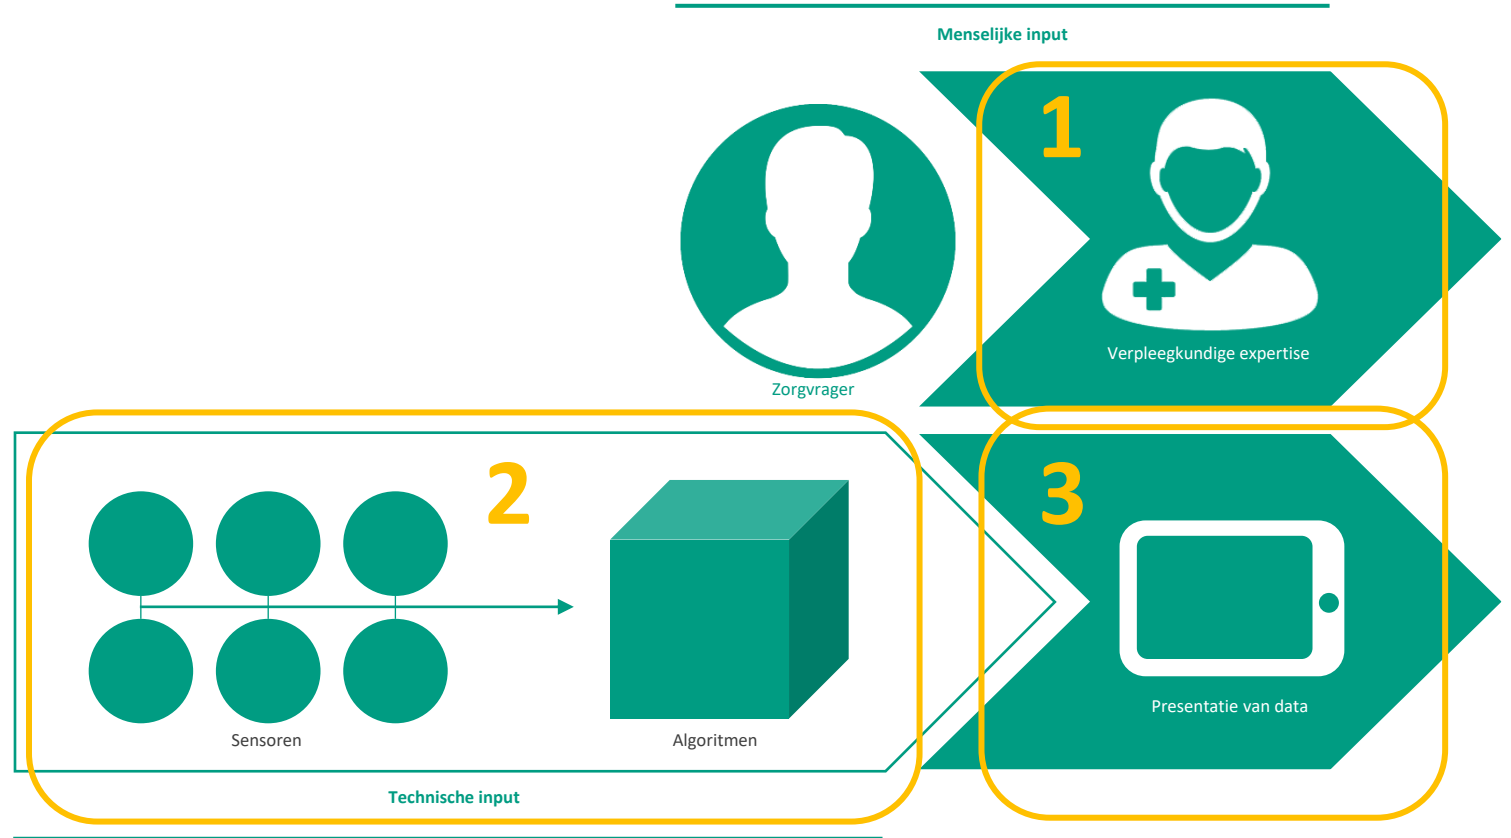 Menselijke input
1
Verpleegkundige expertise
Zorgvrager
2
3
Presentatie van data
Sensoren
Algoritmen
Technische input